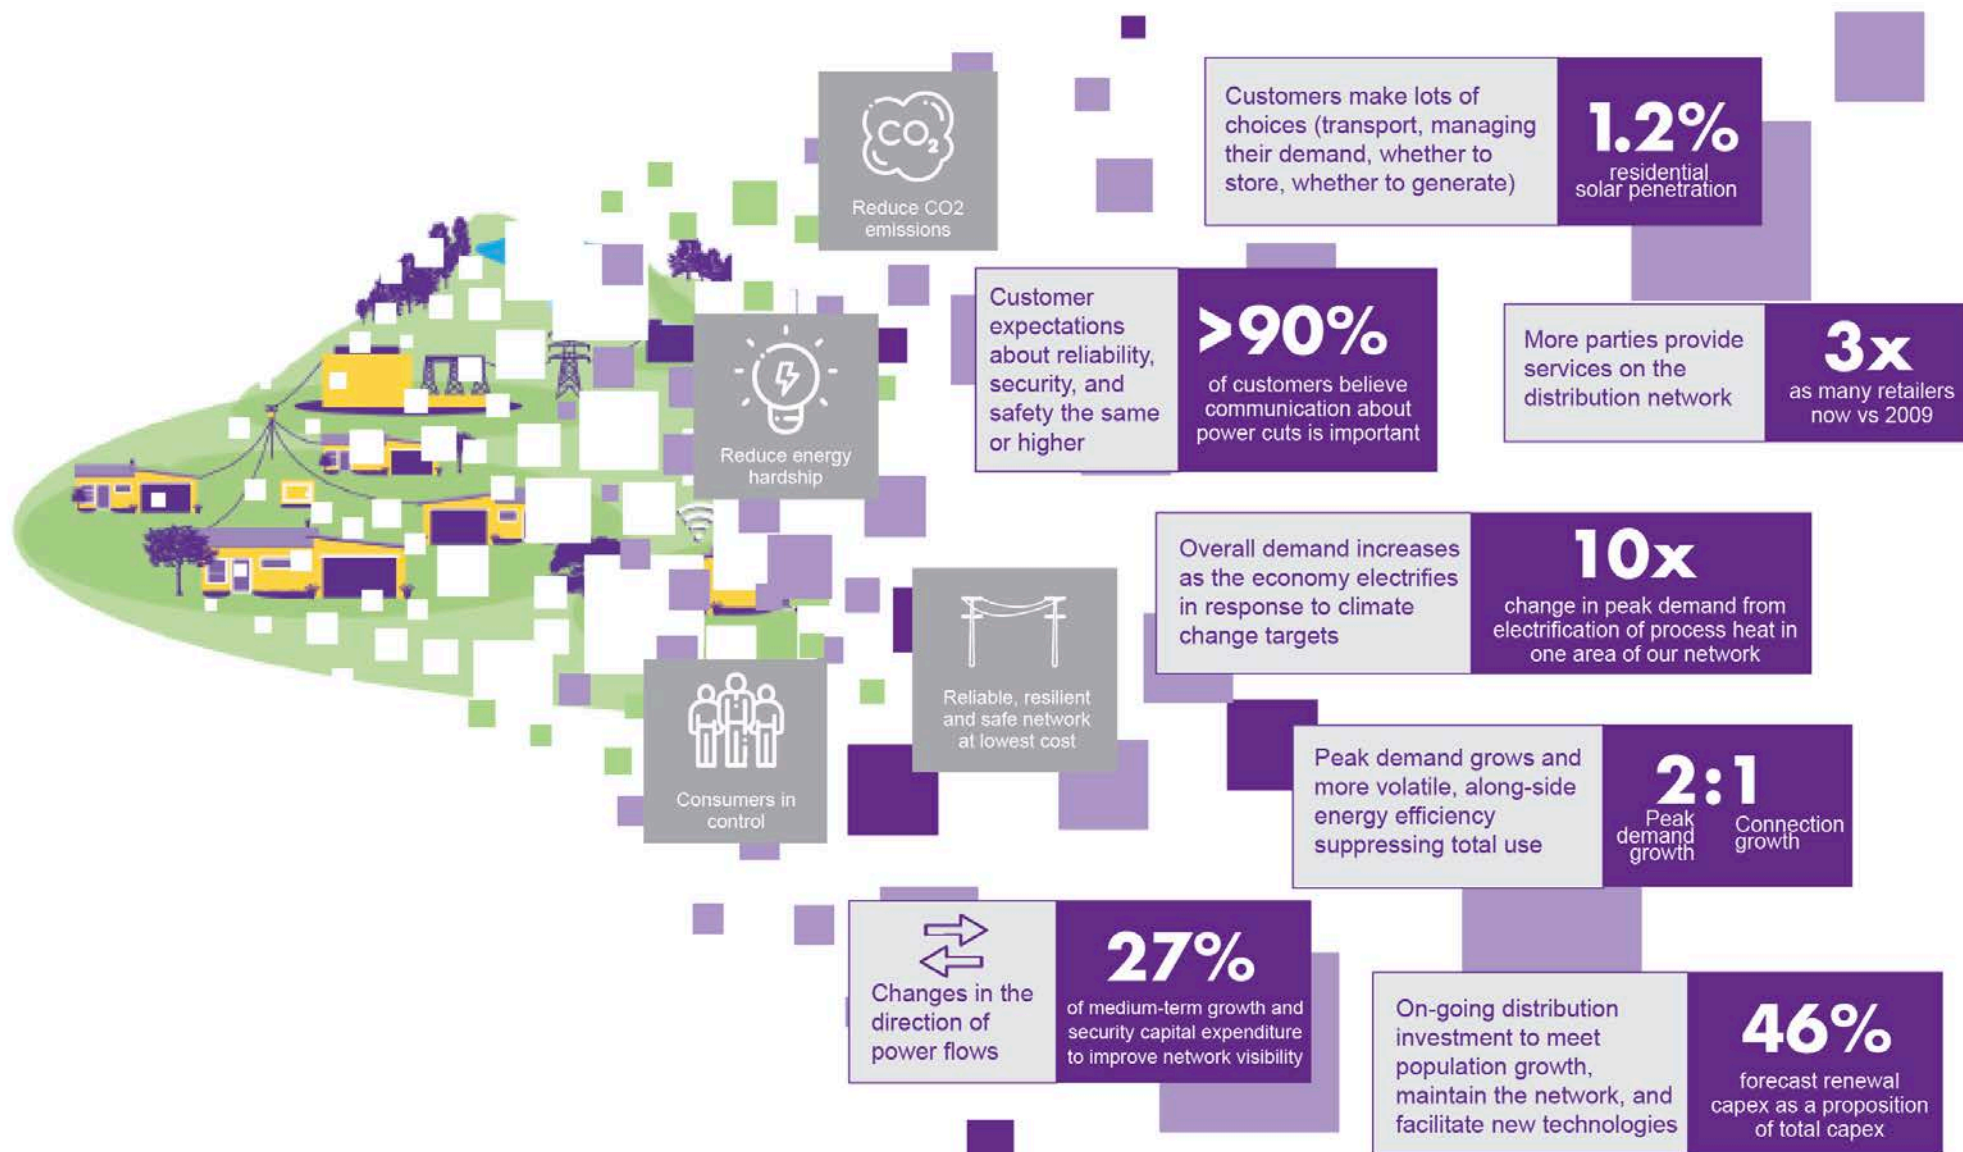 CO2
Reduce CO2
emissions
Reduce energy
hardship
Reliable, resilient
and safe network
at lowest cost
Consumers in
control
Customers make lots of
choices (transport, managing
their demand, whether to
store, whether to generate)
1.2%
residential
solar penetration
Customer
expectations
about reliability,
security, and
safety the same
or higher
>90%
of customers believe
communication about
power cuts is important
More parties provide
services on the
distribution network
3x
as many retailers
now vs 2009
Overall demand increases
as the economy electrifies
in response to climate
change targets
10x
change in peak demand from
electrification of process heat in
one area of our network
Peak demand grows and
more volatile, along-side
energy efficiency
suppressing total use
2:1
Peak
demand
growth
Connection
growth
Changes in the
direction of
power flows
27%
of medium-term growth and
security capital expenditure
to improve network visibility
On-going distribution
investment to meet
population growth,
maintain the network, and
facilitate new technologies
46%
forecast renewal
capex as a proposition
of total capex